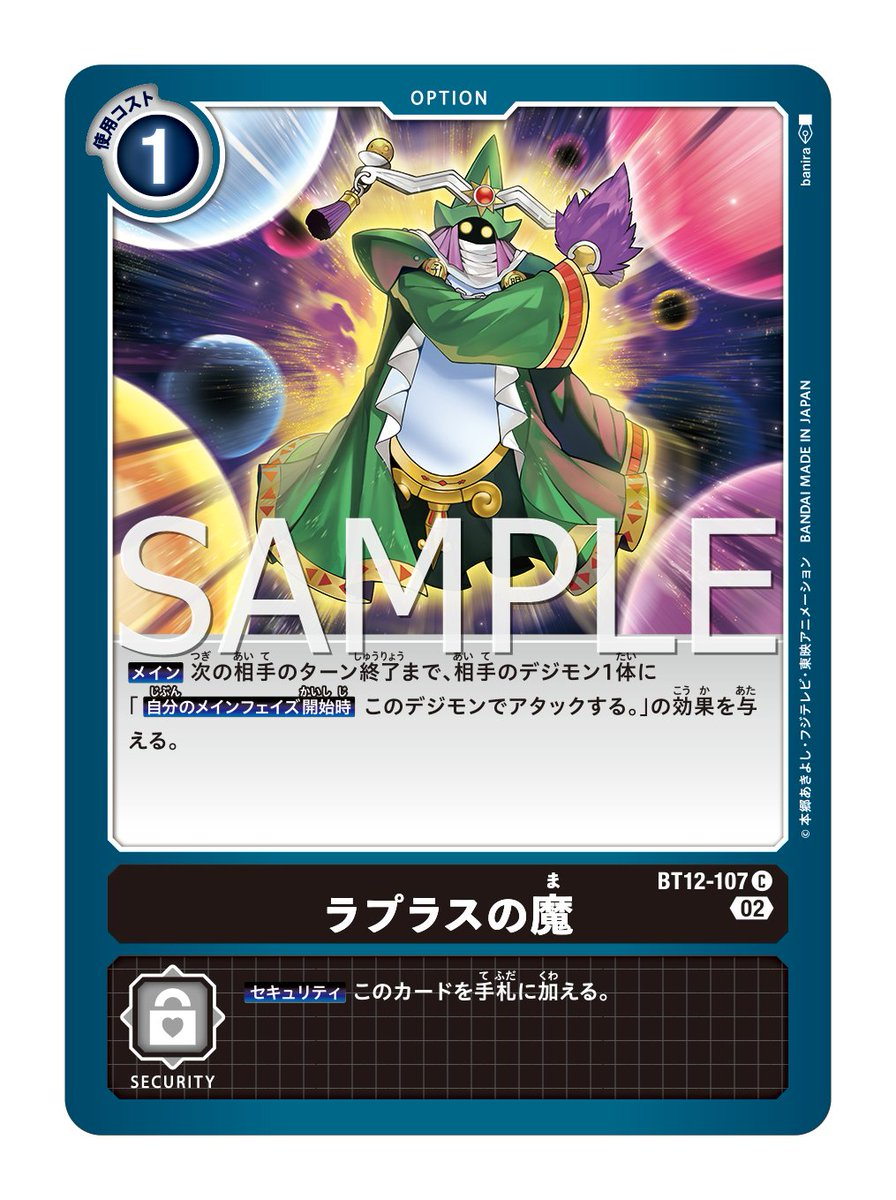 使用コスト
1
OPTION
banira
BANDAI MADE IN JAPAN
©本郷あきよし・フジテレビ・東映アニメーション
SAMPLE
メイン 次の相手のターン終了まで、相手のデジモン1体に
「自分のメインフェイズ開始時 このデジモンでアタックする。」の効果を与
える。
BT12-107 C
02
ラプラスの魔
セキュリティ このカードを手札に加える。
SECURITY